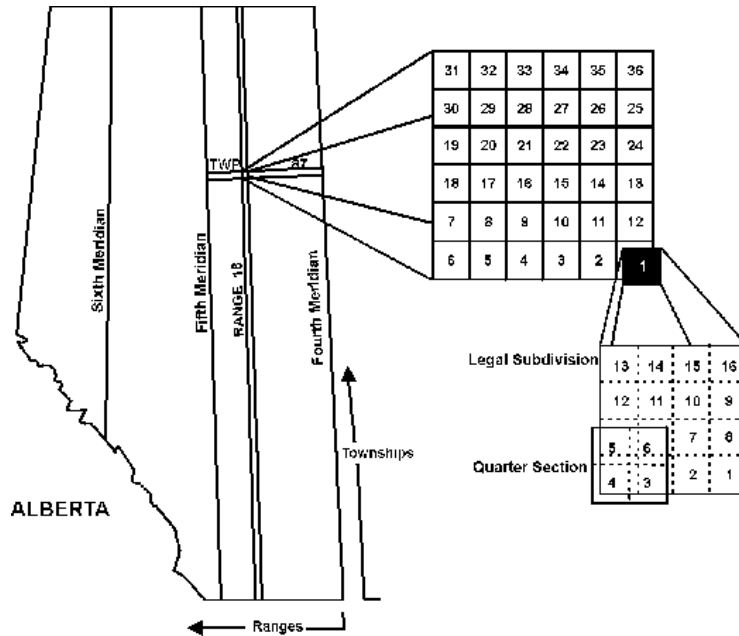 31 32 33 34 35 36
30 29 28 27 26 25
19 20 21 22 23 24
18 17 16 15 14 13
7 8 9 10 11 12
6 5 4 3 2 1
TWP 87
Sixth Meridian
Fifth Meridian
RANGE 18
Fourth Meridian
Legal Subdivision
13 14 15 16
12 11 10 9
5 6 7 8
4 3 2 1
Quarter Section
Townships
ALBERTA
Ranges